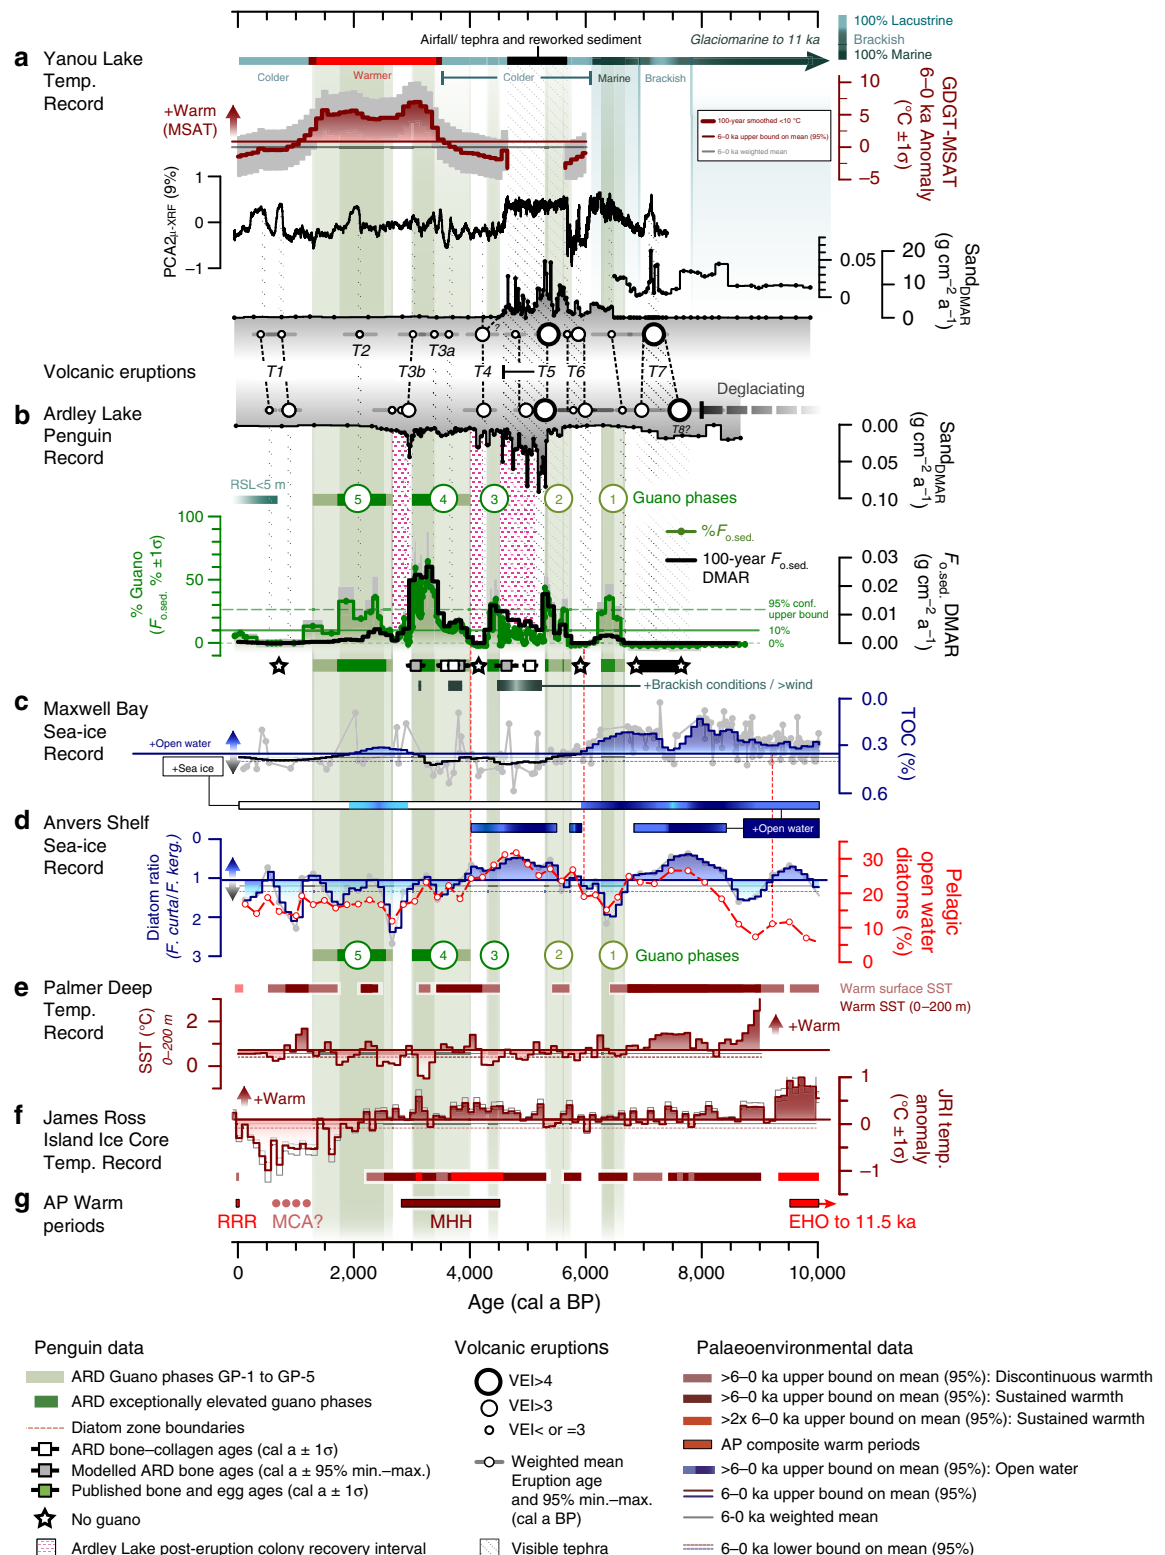 100% Lacustrine
Brackish
100% Marine
Airfall/ tephra and reworked sediment
Glaciomarine to 11 ka
a Yanou Lake
Temp.
Record
Colder
Warmer
Colder
Marine
Brackish
+Warm
(MSAT)
10
5
0
−5
GDGT-MSAT
6–0 ka Anomaly
(°C ±1σ)
100-year smoothed <10 °C
6–0 ka upper bound on mean (95%)
6–0 ka weighted mean
PCA2μ-XRF (9%)
1
0
−1
0.05
0
20
10
0
SandDMAR
(g cm−2 a−1)
?
T1
T2
T3a
T3b
T4
T5
T6
T7
Volcanic eruptions
Deglaciating
T8?
b Ardley Lake
Penguin
Record
0.00
0.05
0.10
SandDMAR
(g cm−2 a−1)
RSL<5 m
5
4
3
2
1
Guano phases
%Fo.sed.
100-year Fo.sed.
DMAR
100
50
0
% Guano
(Fo.sed. % ±1σ)
95% conf.
upper bound
10%
0%
0.03
0.02
0.01
0.00
Fo.sed. DMAR
(g cm−2 a−1)
+Brackish conditions / >wind
c Maxwell Bay
Sea-ice
Record
+Open water
+Sea ice
0.0
0.3
0.6
TOC (%)
d Anvers Shelf
Sea-ice
Record
+Open water
0
1
2
3
Diatom ratio
(F. curta/F. kerg.)
30
20
10
0
Pelagic
open water
diatoms (%)
5
4
3
2
1
Guano phases
e Palmer Deep
Temp.
Record
Warm surface SST
Warm SST (0–200 m)
+Warm
SST (°C)
0–200 m
2
0
f James Ross
Island Ice Core
Temp. Record
+Warm
1
0
−1
JRI temp.
anomaly
(°C ±1σ)
g AP Warm
periods
RRR
MCA?
MHH
EHO to 11.5 ka
0
2,000
4,000
6,000
8,000
10,000
Age (cal a BP)
Penguin data
ARD Guano phases GP-1 to GP-5
ARD exceptionally elevated guano phases
Diatom zone boundaries
ARD bone–collagen ages (cal a ± 1σ)
Modelled ARD bone ages (cal a ± 95% min.–max.)
Published bone and egg ages (cal a ± 1σ)
No guano
Ardley Lake post-eruption colony recovery interval
Volcanic eruptions
VEI>4
VEI>3
VEI< or =3
Weighted mean
Eruption age
and 95% min.–max.
(cal a BP)
Visible tephra
Palaeoenvironmental data
>6–0 ka upper bound on mean (95%): Discontinuous warmth
>6–0 ka upper bound on mean (95%): Sustained warmth
>2x 6–0 ka upper bound on mean (95%): Sustained warmth
AP composite warm periods
>6–0 ka upper bound on mean (95%): Open water
6–0 ka upper bound on mean (95%)
6-0 ka weighted mean
6–0 ka lower bound on mean (95%)